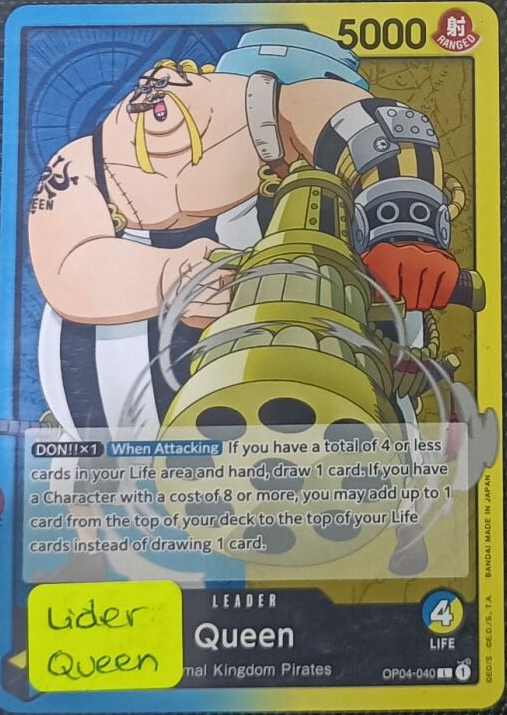 5000
射
RANGED
EEN
DON!!×1 When Attacking If you have a total of 4 or less
cards in your Life area and hand, draw 1 card. If you have
a Character with a cost of 8 or more, you may add up to 1
card from the top of your deck to the top of your Life
cards instead of drawing 1 card.
BANDAI MADE IN JAPAN
©E.O./S., T.A.
©EO/S
LEADER
Queen
mal Kingdom Pirates
4
LIFE
OP04-040 L 1
Lider
Queen